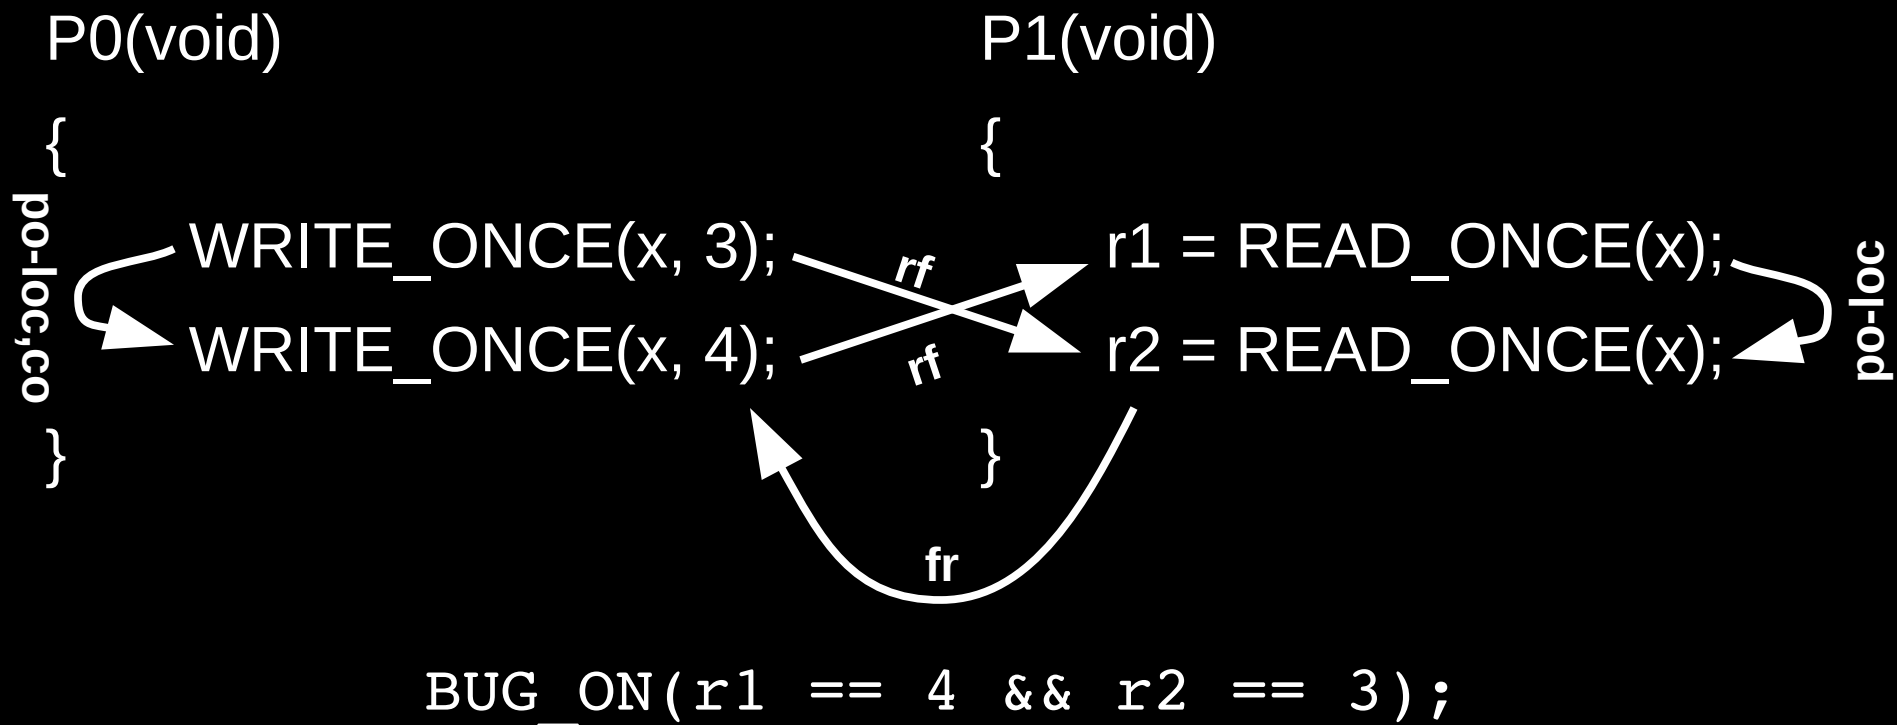 P0(void) P1(void)
{ {
po-loc,co WRITE_ONCE(x, 3); rf r1 = READ_ONCE(x); po-loc
WRITE_ONCE(x, 4); rf r2 = READ_ONCE(x);
} }
fr
BUG_ON(r1 == 4 && r2 == 3);